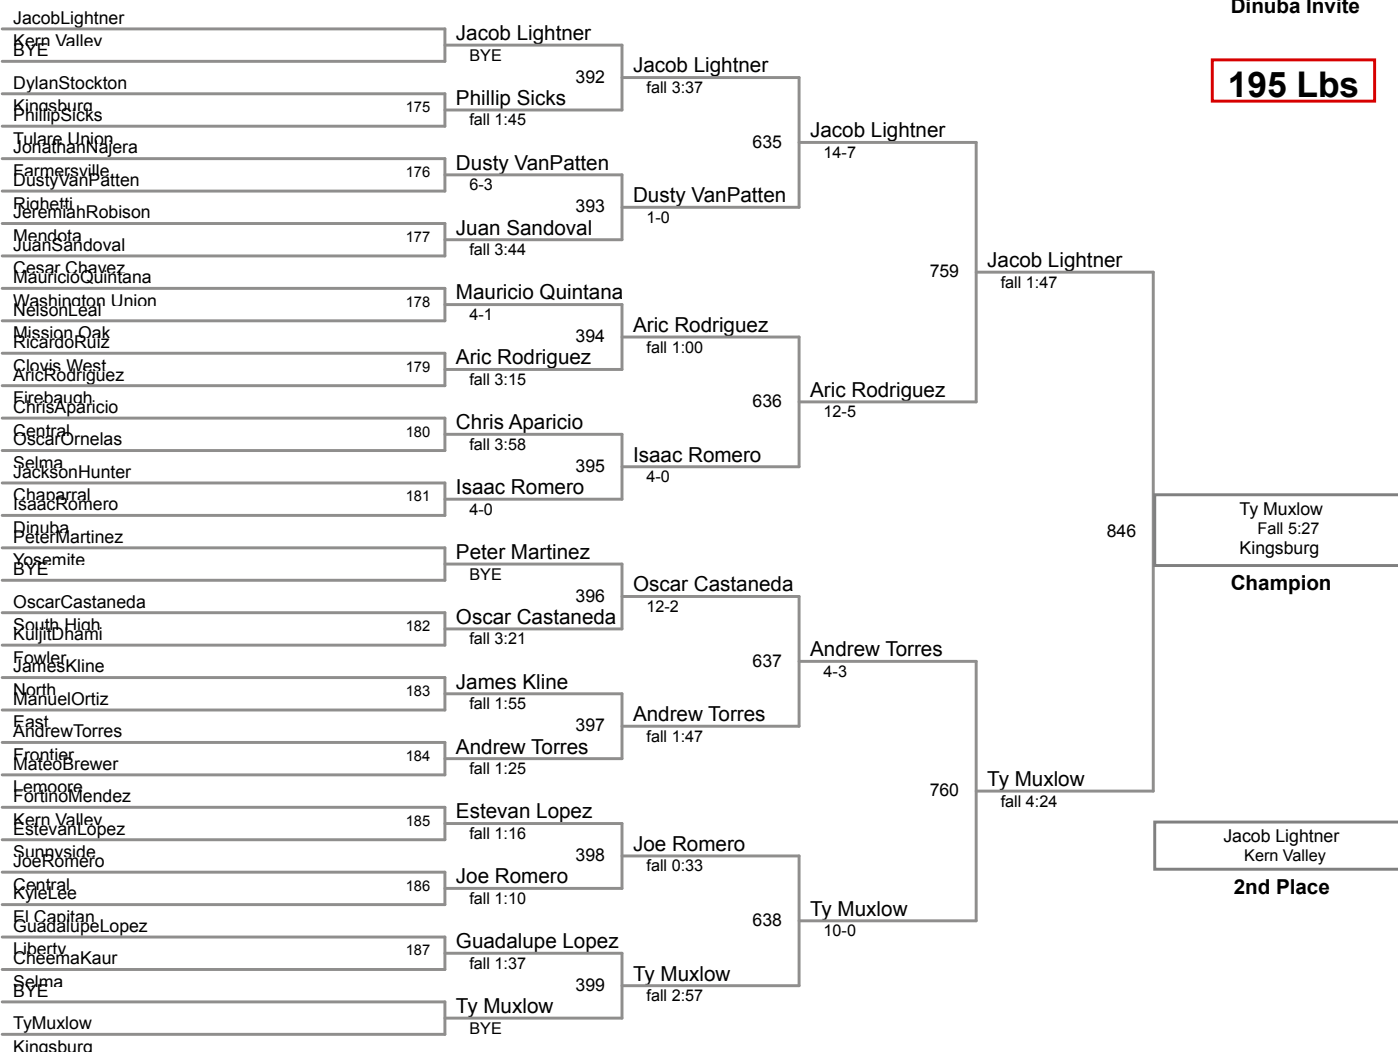 Dinuba Invite
195 Lbs
JacobLightner
Kern Valley
BYE
DylanStockton
Kingsburg
PhillipSicks
Tulare Union
JonathanNajera
Farmersville
DustyVanPatten
Righetti
JeremiahRobison
Mendota
JuanSandoval
Cesar Chavez
MauricioQuintana
Washington Union
NelsonLeal
Mission Oak
RicardoRuiz
Clovis West
AricRodriguez
Firebaugh
ChrisAparicio
Central
OscarOrnelas
Selma
JacksonHunter
Chaparral
IsaacRomero
Dinuba
PeterMartinez
Yosemite
BYE
OscarCastaneda
South High
KuljitDhami
Fowler
JamesKline
North
ManuelOrtiz
East
AndrewTorres
Frontier
MateoBrewer
Lemoore
FortinoMendez
Kern Valley
EstevanLopez
Sunnyside
JoeRomero
Central
KyleLee
El Capitan
GuadalupeLopez
Liberty
CheemaKaur
Selma
BYE
TyMuxlow
Kingsburg
175
176
177
178
179
180
181
182
183
184
185
186
187
Jacob Lightner
BYE
Phillip Sicks
fall 1:45
Dusty VanPatten
6-3
Juan Sandoval
fall 3:44
Mauricio Quintana
4-1
Aric Rodriguez
fall 3:15
Chris Aparicio
fall 3:58
Isaac Romero
4-0
Peter Martinez
BYE
Oscar Castaneda
fall 3:21
James Kline
fall 1:55
Andrew Torres
fall 1:25
Estevan Lopez
fall 1:16
Joe Romero
fall 1:10
Guadalupe Lopez
fall 1:37
Ty Muxlow
BYE
392
393
394
395
396
397
398
399
Jacob Lightner
fall 3:37
Dusty VanPatten
1-0
Aric Rodriguez
fall 1:00
Isaac Romero
4-0
Oscar Castaneda
12-2
Andrew Torres
fall 1:47
Joe Romero
fall 0:33
Ty Muxlow
fall 2:57
635
636
637
638
Jacob Lightner
14-7
Aric Rodriguez
12-5
Andrew Torres
4-3
Ty Muxlow
10-0
759
760
Jacob Lightner
fall 1:47
Ty Muxlow
fall 4:24
846
Ty Muxlow
Fall 5:27
Kingsburg
Champion
Jacob Lightner
Kern Valley
2nd Place